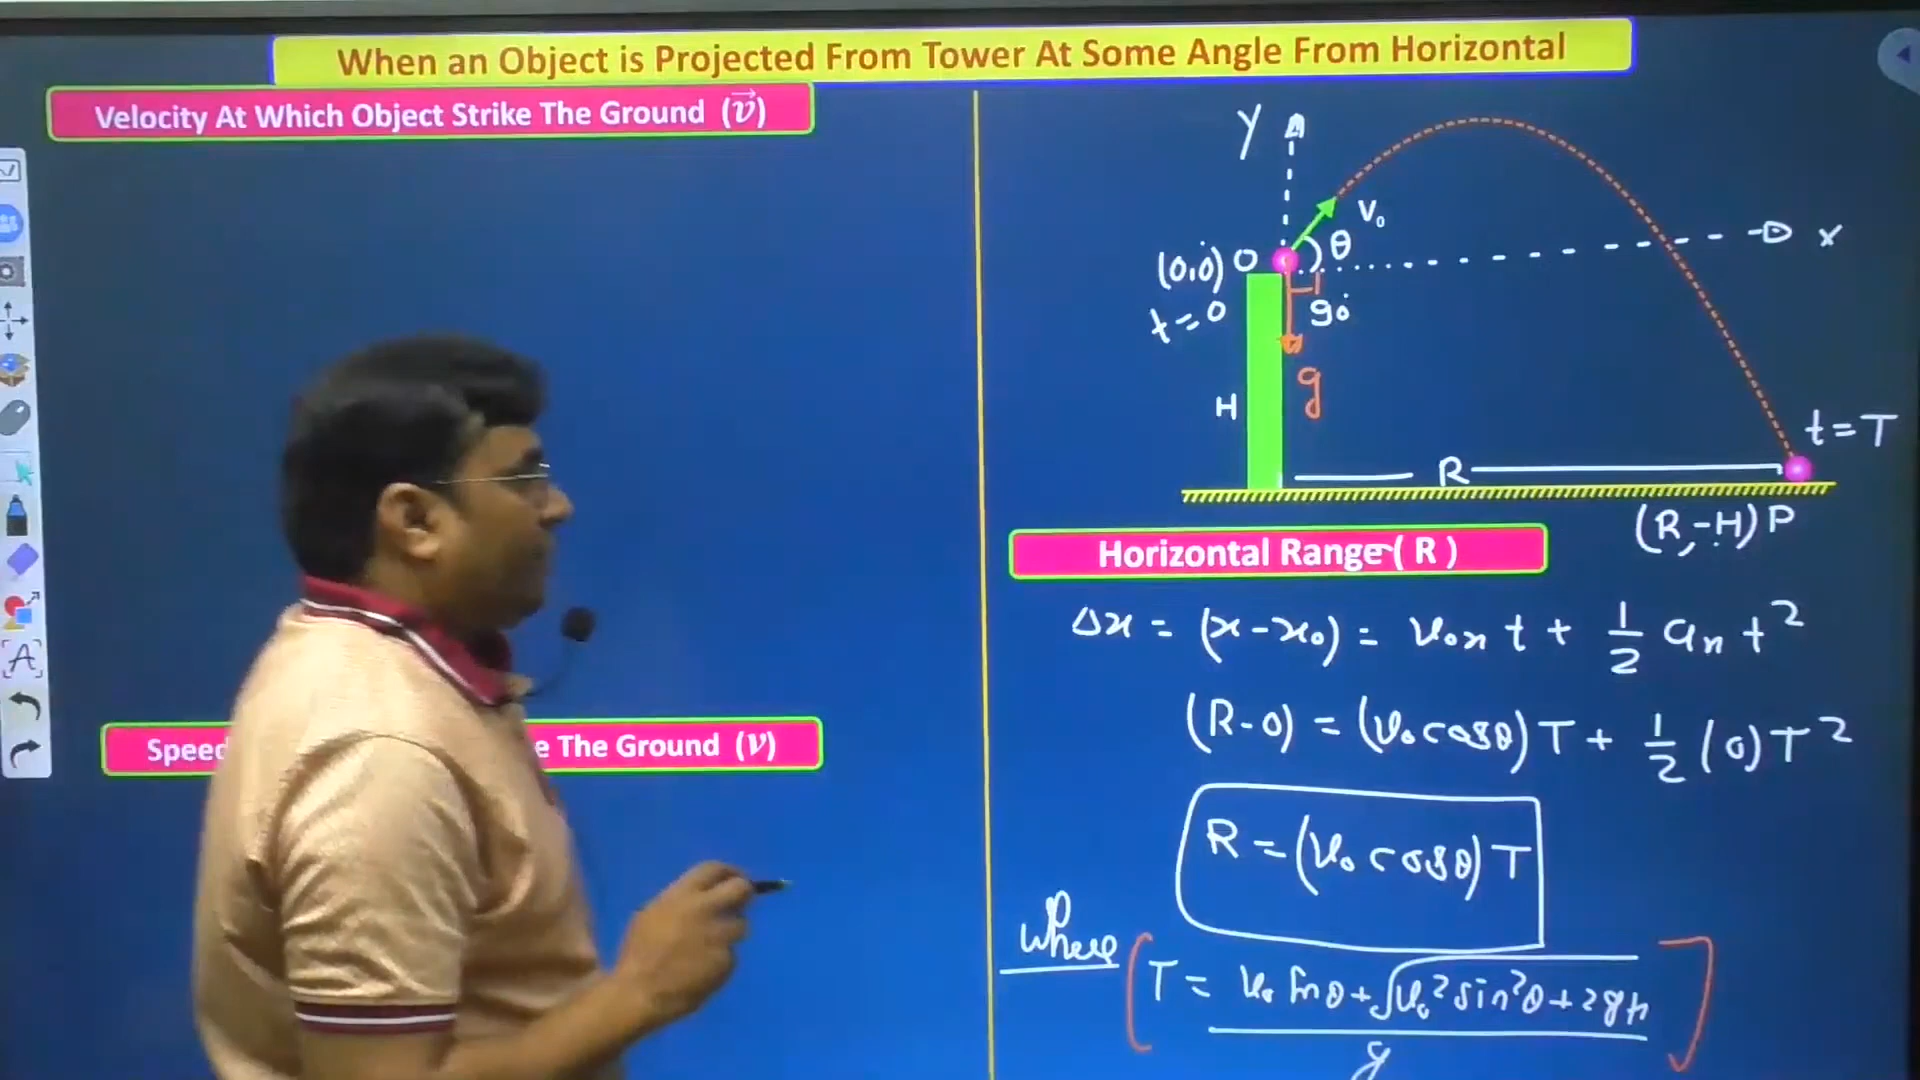 When an Object is Projected From Tower At Some Angle From Horizontal
Velocity At Which Object Strike The Ground (v⃗)
Speed
e The Ground (v)
y
V₀
θ
x
(0,0) O
t=0
90°
g
H
t=T
R
(R,-H) P
Horizontal Range (R)
Δx = (x-x₀) = v₀ₓ t + 1/2 aₓ t²
(R-0) = (v₀ cosθ) T + 1/2 (0) T²
R = (v₀ cosθ) T
where
T = v₀ sinθ + √v₀² sin²θ + 2gH / g